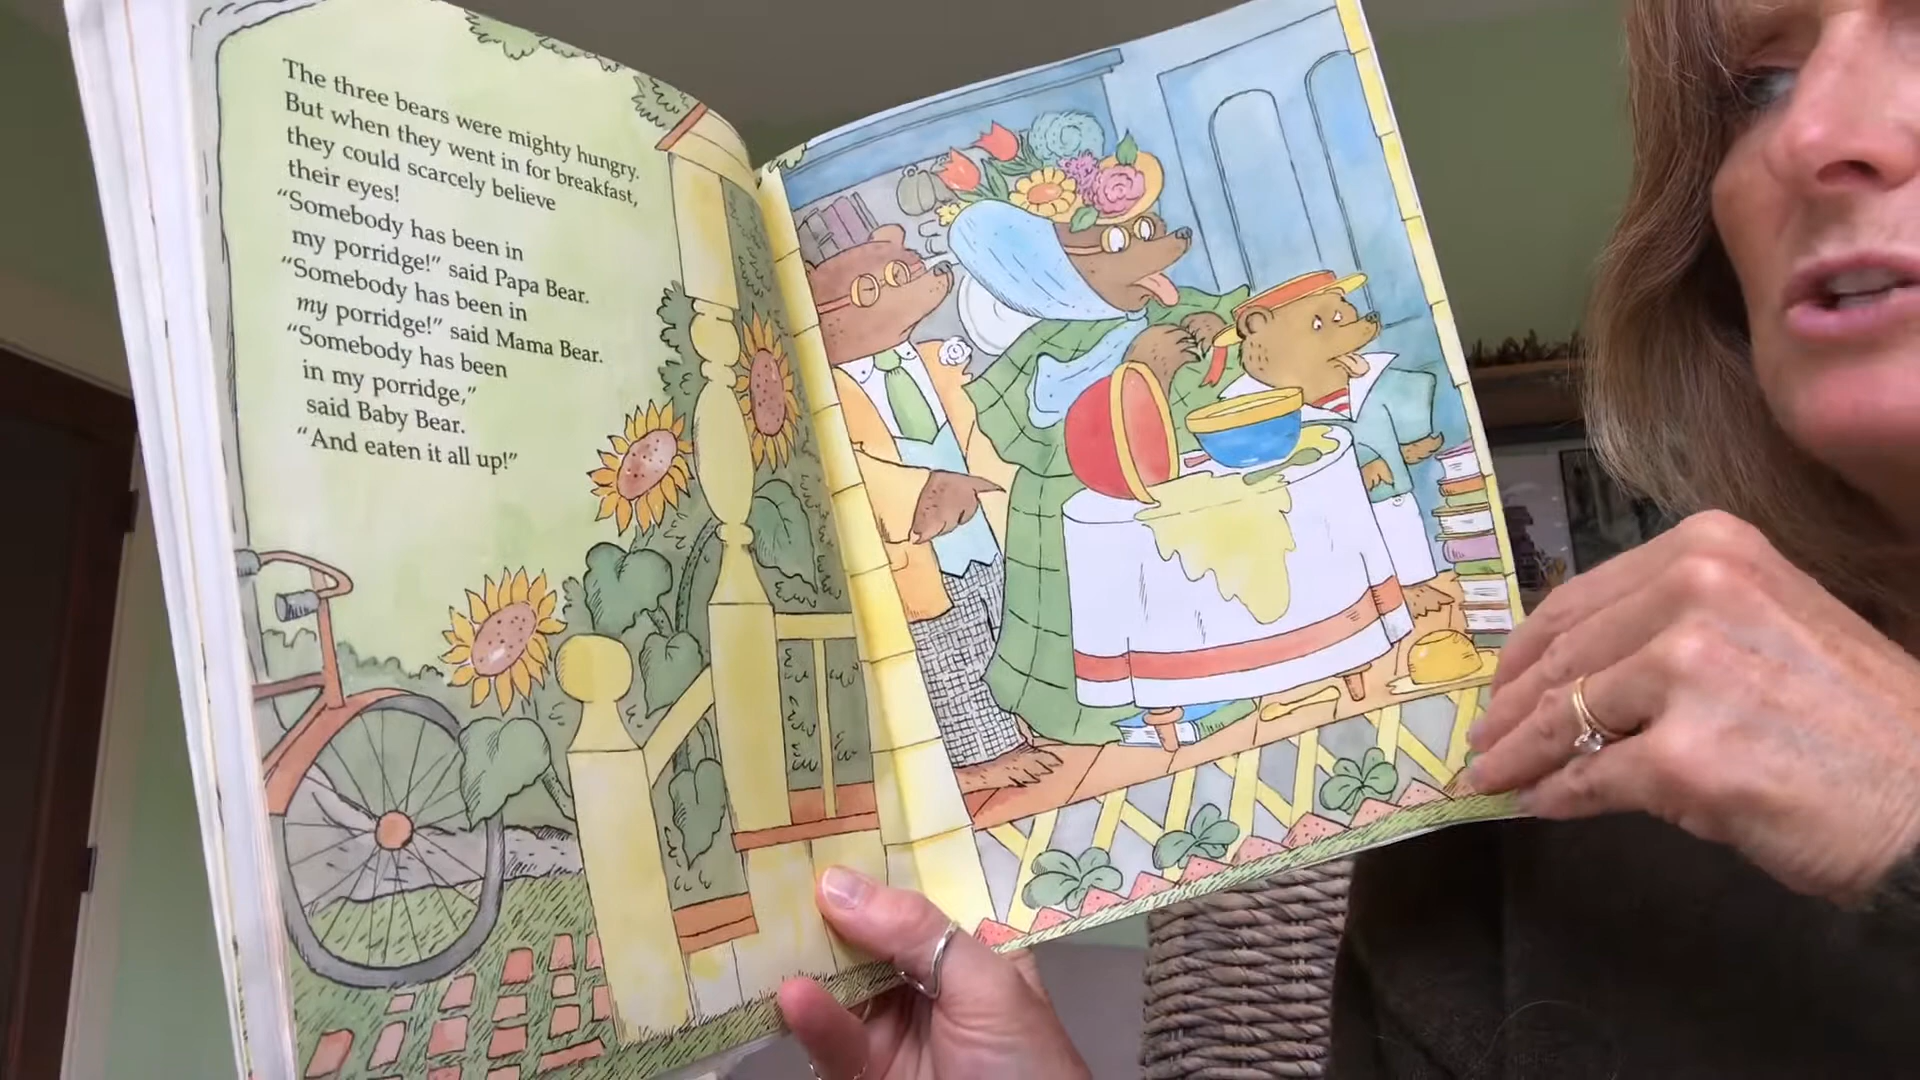 The three bears were mighty hungry.
But when they went in for breakfast,
they could scarcely believe
their eyes!
“Somebody has been in
my porridge!” said Papa Bear.
“Somebody has been in
my porridge!” said Mama Bear.
“Somebody has been
in my porridge,”
said Baby Bear.
“And eaten it all up!”